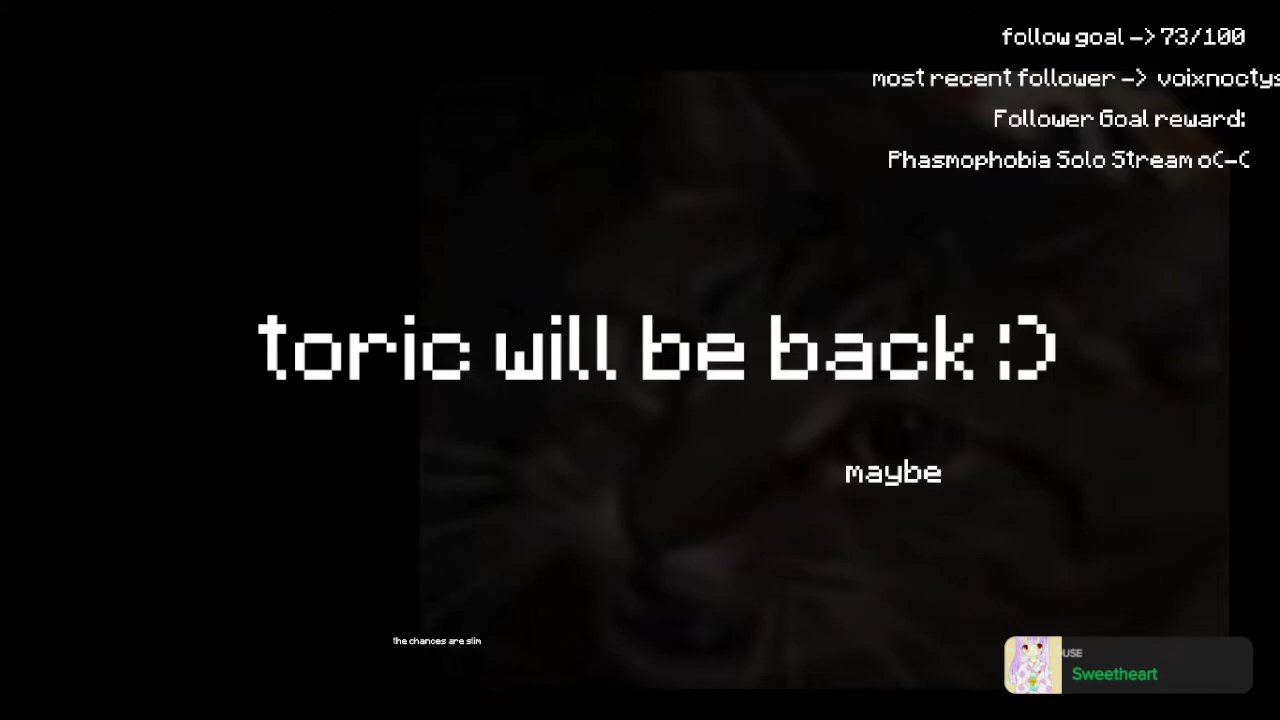 follow goal -> 73/100
most recent follower -> voixnoctys
Follower Goal reward:
Phasmophobia Solo Stream o(-(
toric will be back :)
maybe
the chances are slim
USE
Sweetheart